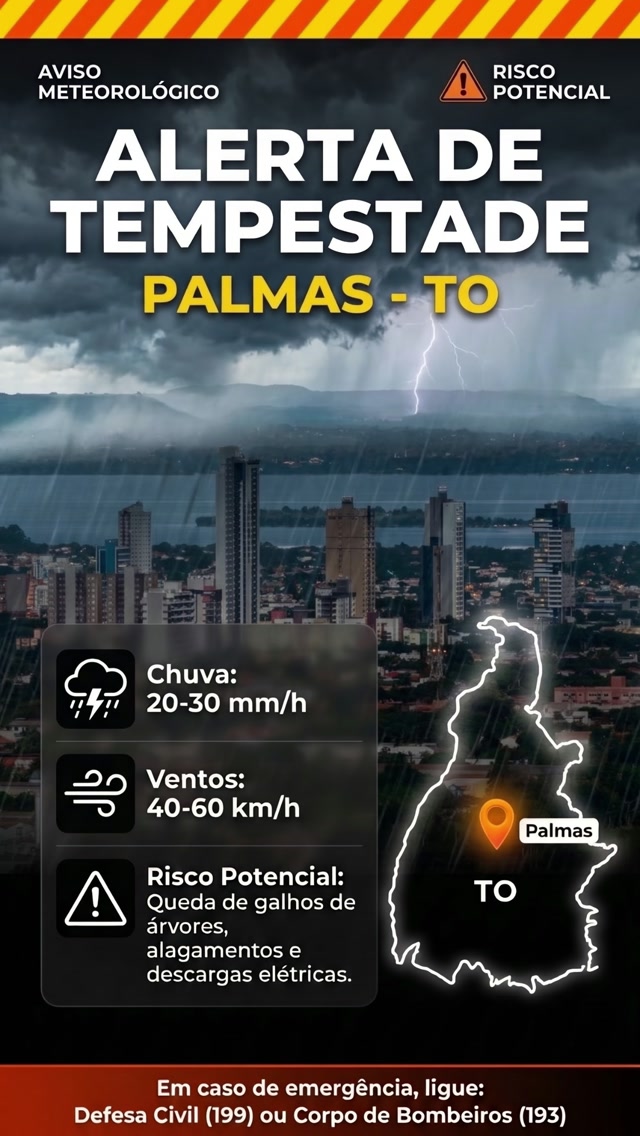 AVISO
METEOROLÓGICO
RISCO
POTENCIAL
ALERTA DE
TEMPESTADE
PALMAS - TO
Chuva:
20-30 mm/h
Ventos:
40-60 km/h
Risco Potencial:
Queda de galhos de
árvores,
alagamentos e
descargas elétricas.
Palmas
TO
Em caso de emergência, ligue:
Defesa Civil (199) ou Corpo de Bombeiros (193)